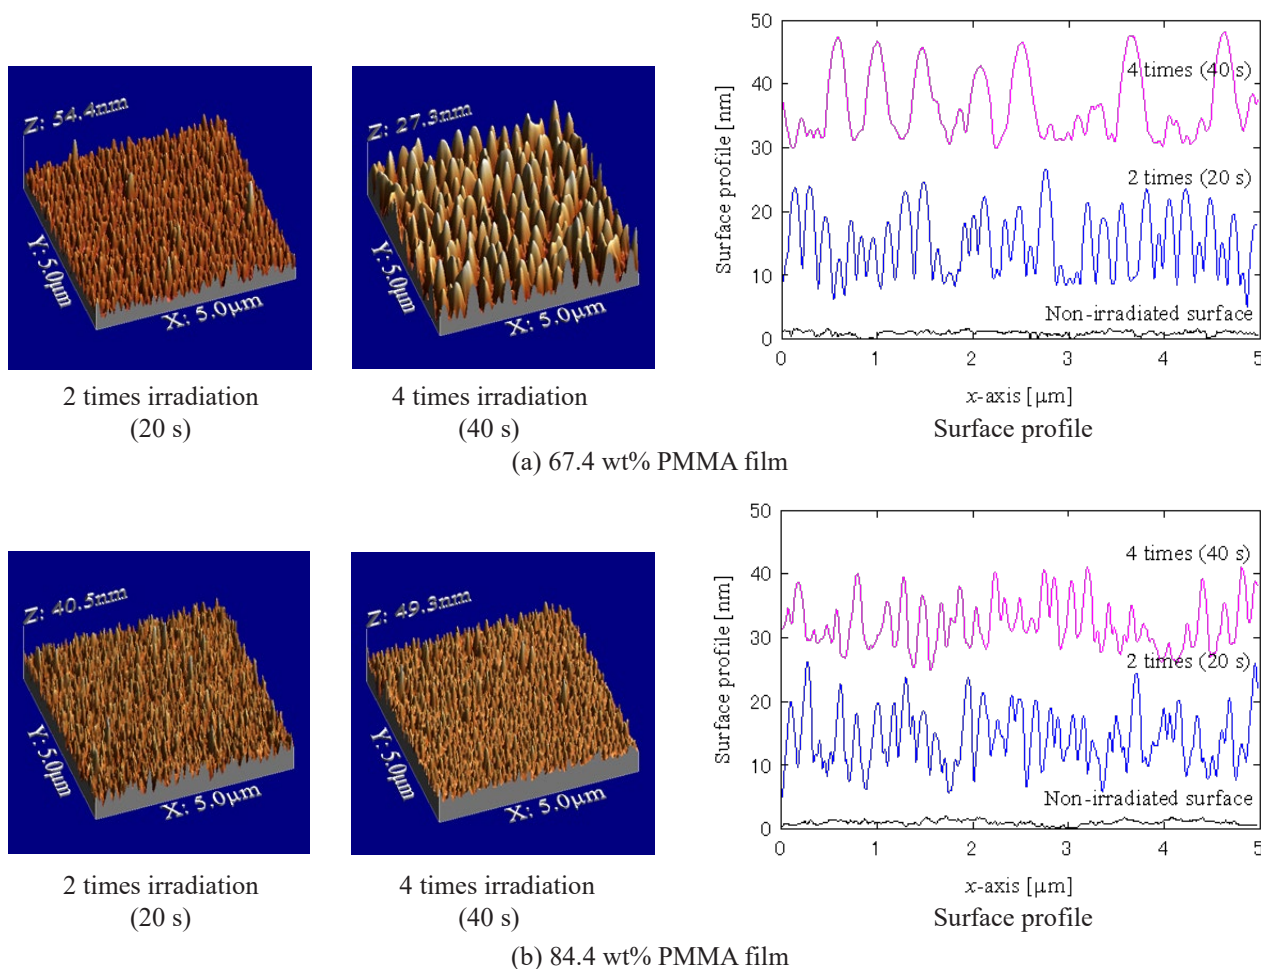 Z: 54.4nm
Y: 5.0μm
X: 5.0μm
2 times irradiation
(20 s)
Z: 27.3nm
Y: 5.0μm
X: 5.0μm
4 times irradiation
(40 s)
50
40
30
20
10
0
Surface profile [nm]
4 times (40 s)
2 times (20 s)
Non-irradiated surface
0 1 2 3 4 5
x-axis [μm]
Surface profile
(a) 67.4 wt% PMMA film
Z: 40.5nm
Y: 5.0μm
X: 5.0μm
2 times irradiation
(20 s)
Z: 49.3nm
Y: 5.0μm
X: 5.0μm
4 times irradiation
(40 s)
50
40
30
20
10
0
Surface profile [nm]
4 times (40 s)
2 times (20 s)
Non-irradiated surface
0 1 2 3 4 5
x-axis [μm]
Surface profile
(b) 84.4 wt% PMMA film